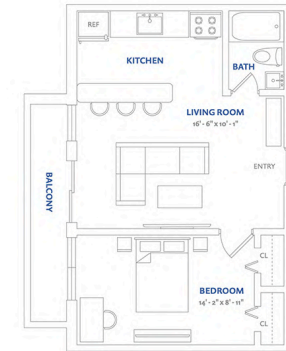 REF
KITCHEN
BATH
LIVING ROOM
16' - 6" x 10' - 1"
ENTRY
BALCONY
CL
BEDROOM
14' - 2" x 8' - 11"
CL